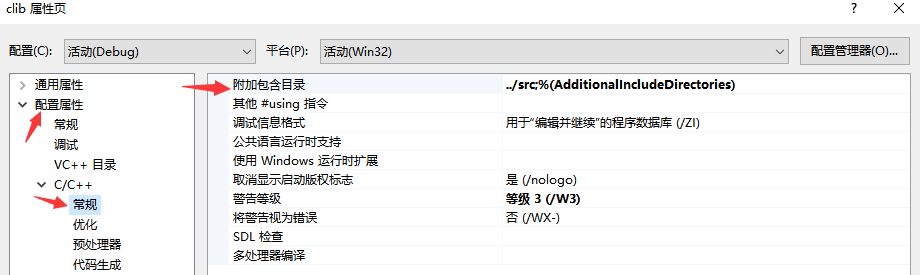 clib 属性页
?
配置(C): 活动(Debug) 平台(P): 活动(Win32) 配置管理器(O)...
通用属性
配置属性
常规
调试
VC++ 目录
C/C++
常规
优化
预处理器
代码生成
附加包含目录 ../src;%(AdditionalIncludeDirectories)
其他 #using 指令
调试信息格式 用于“编辑并继续”的程序数据库 (/ZI)
公共语言运行时支持
使用 Windows 运行时扩展
取消显示启动版权标志 是 (/nologo)
警告等级 等级 3 (/W3)
将警告视为错误 否 (/WX-)
SDL 检查
多处理器编译